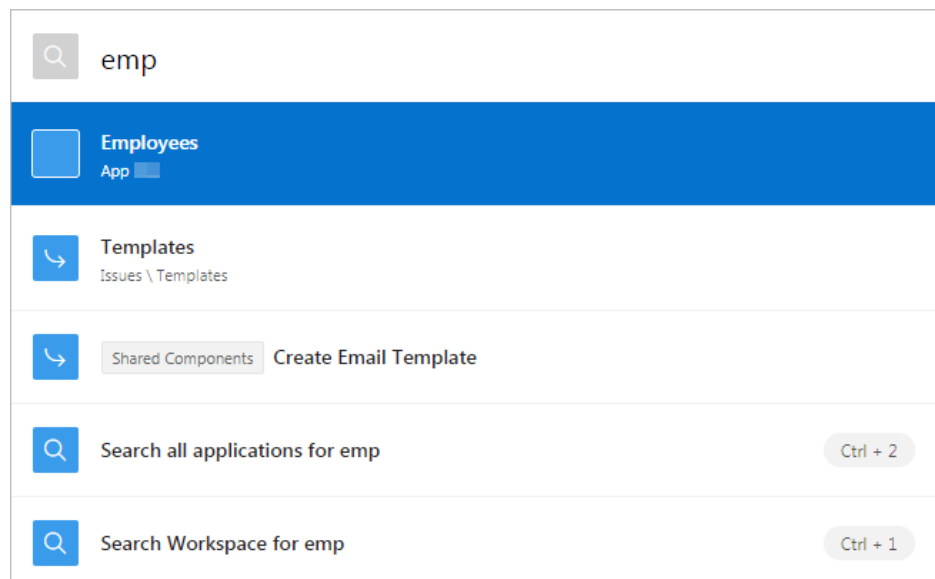 emp
Employees
App
Templates
Issues \ Templates
Shared Components Create Email Template
Search all applications for emp Ctrl + 2
Search Workspace for emp Ctrl + 1